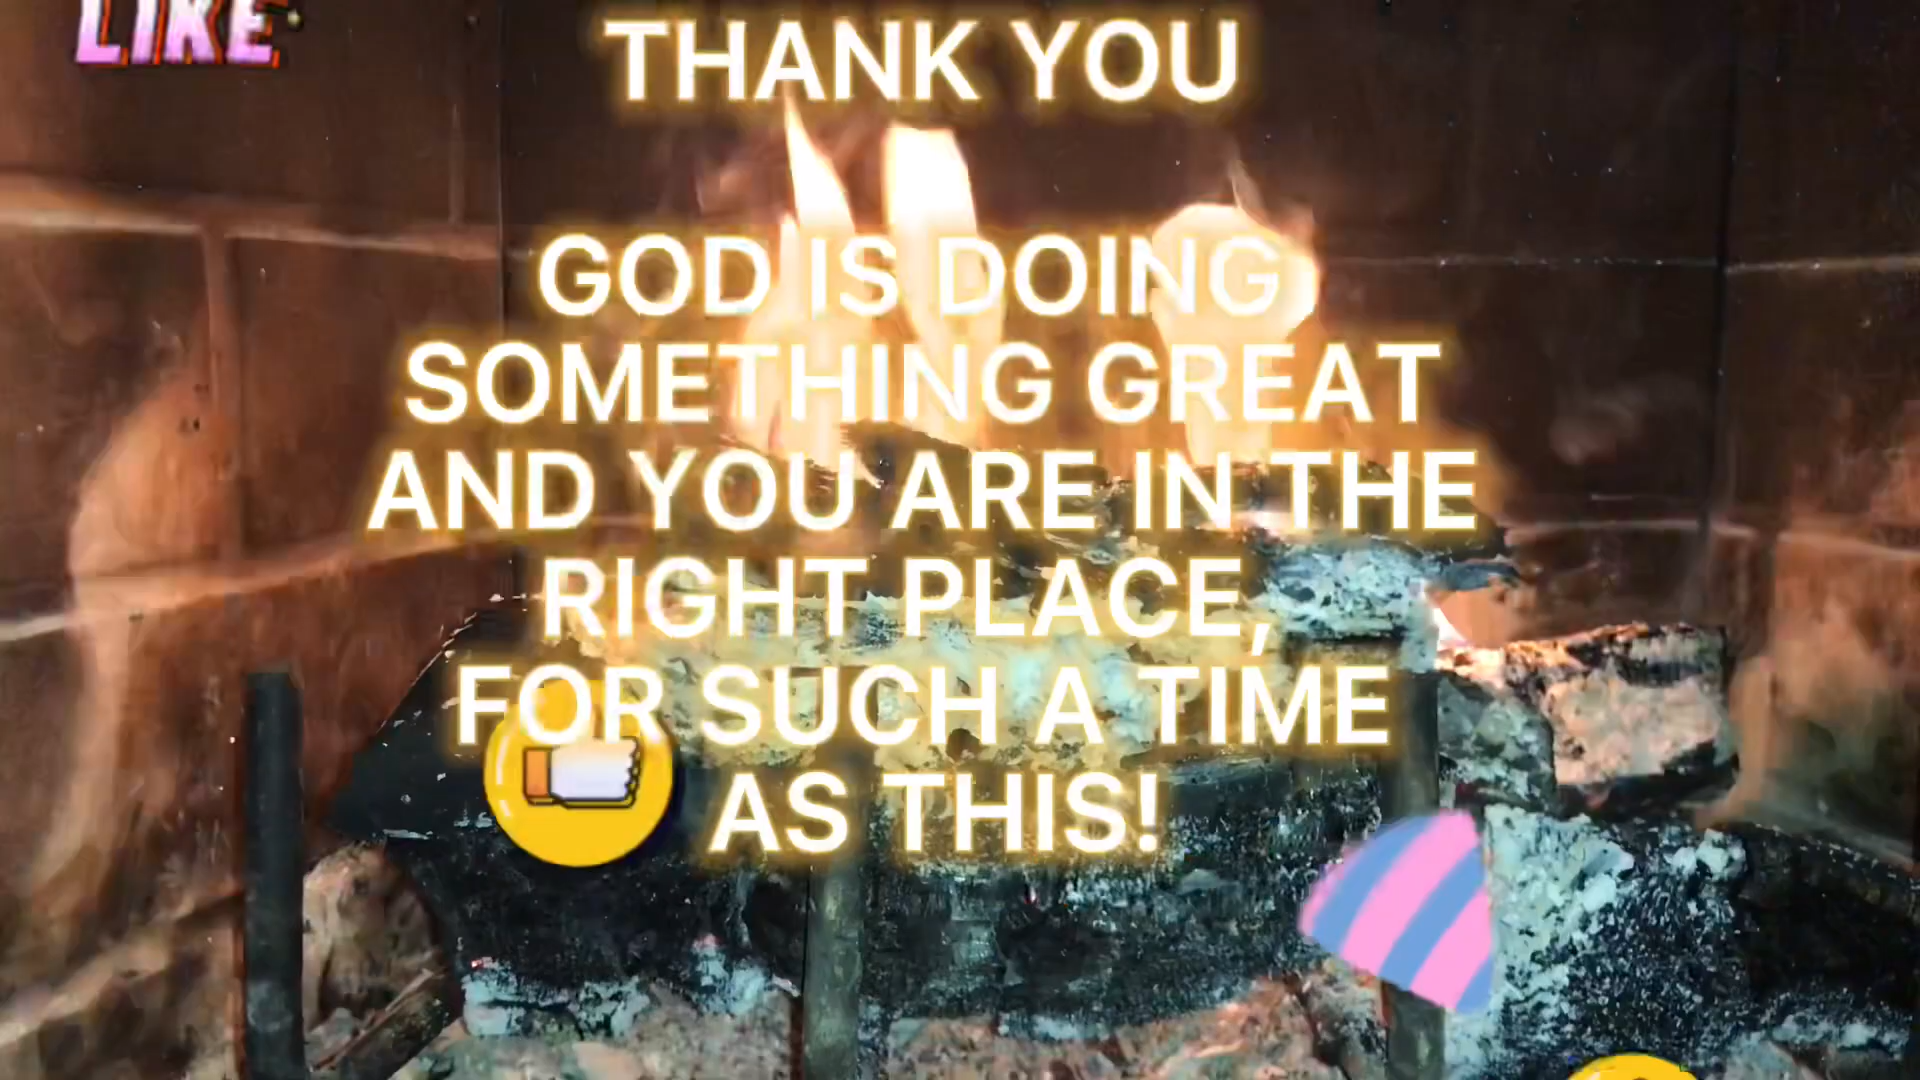 LIKE
THANK YOU
GOD IS DOING
SOMETHING GREAT
AND YOU ARE IN THE
RIGHT PLACE,
FOR SUCH A TIME
AS THIS!